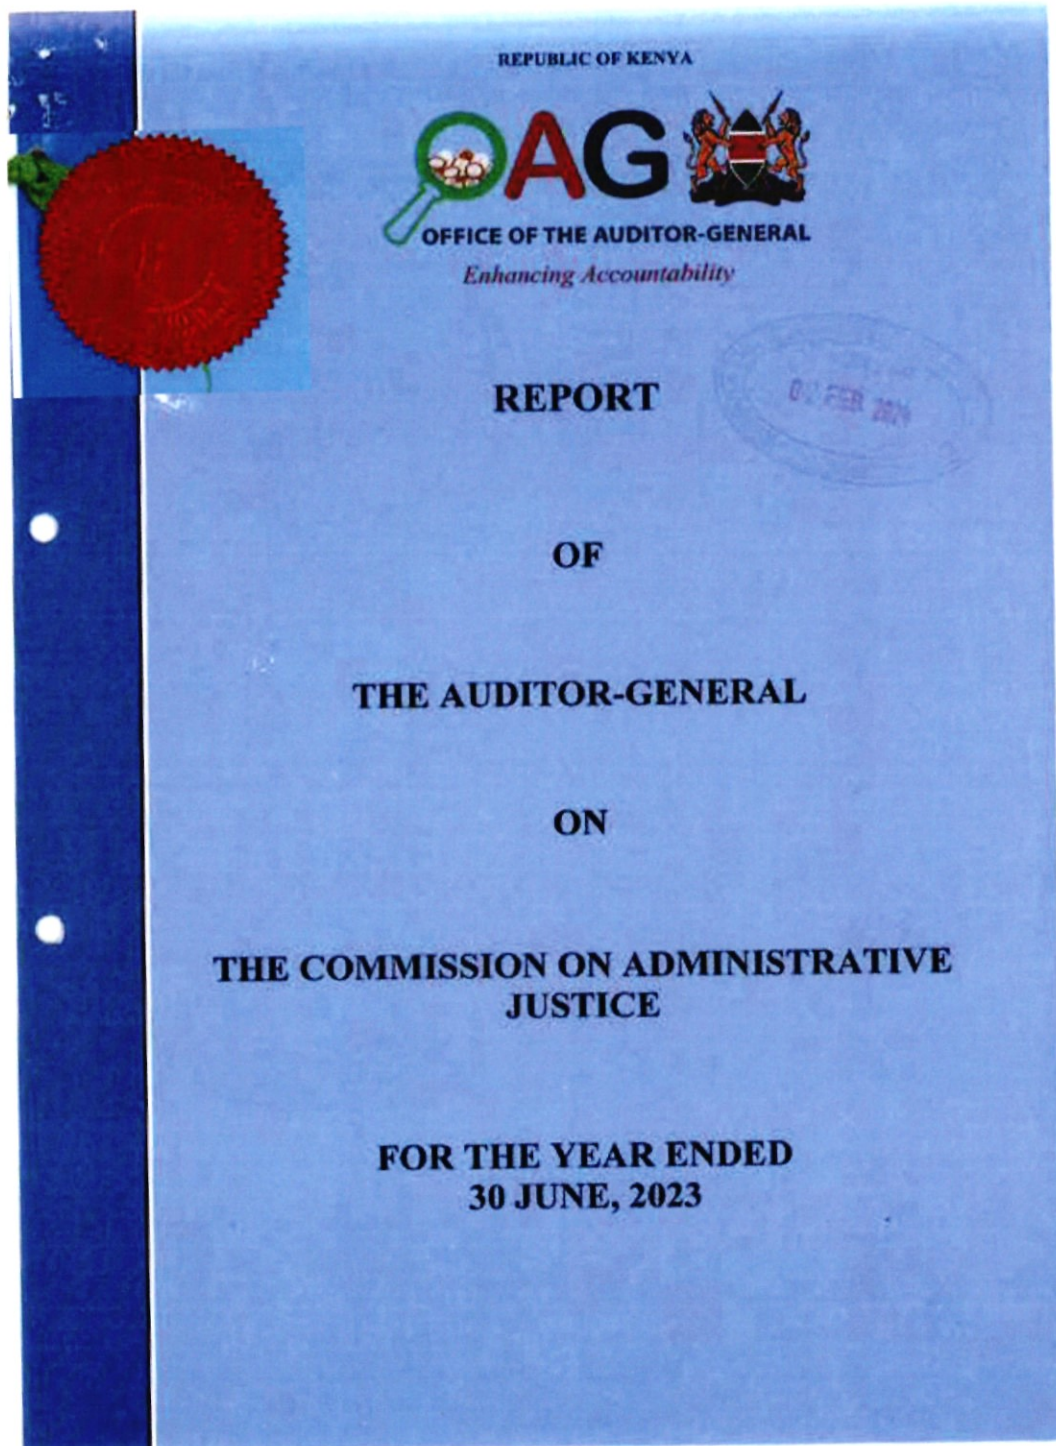 REPUBLIC OF KENYA
OAG
OFFICE OF THE AUDITOR-GENERAL
Enhancing Accountability
REPORT
OF
THE AUDITOR-GENERAL
ON
THE COMMISSION ON ADMINISTRATIVE
JUSTICE
FOR THE YEAR ENDED
30 JUNE, 2023